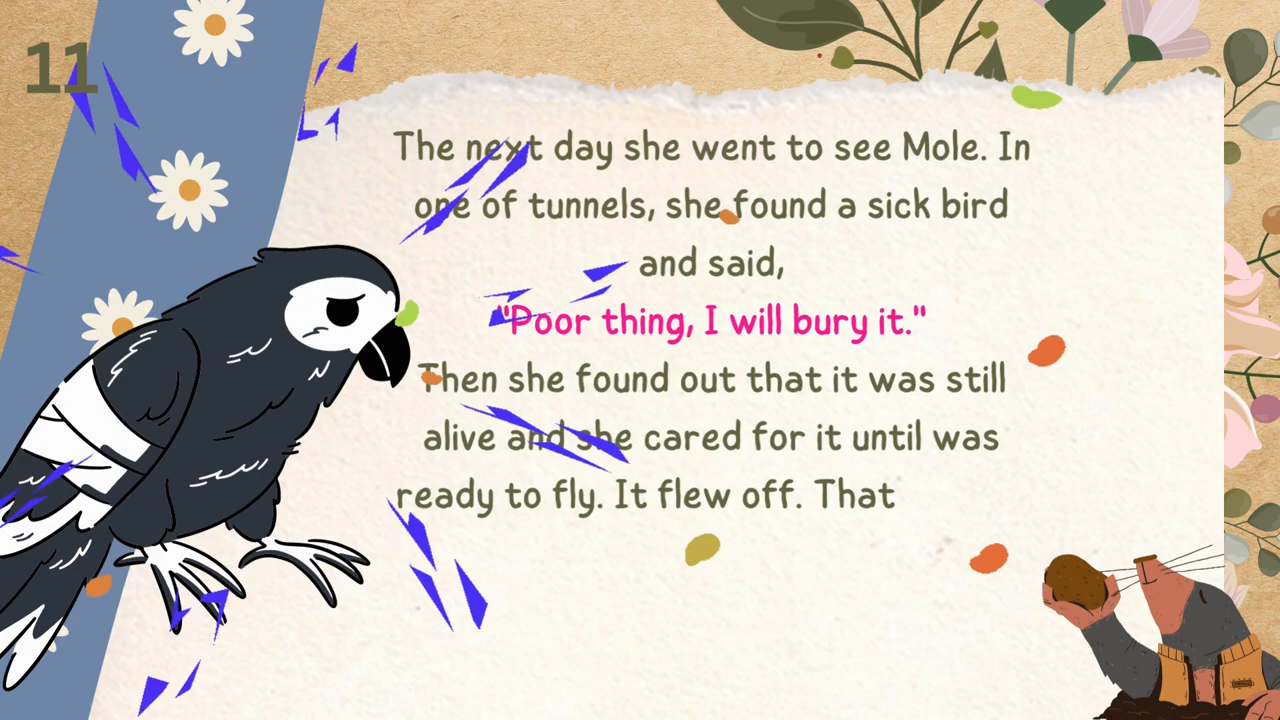 11
The next day she went to see Mole. In
one of tunnels, she found a sick bird
and said,
"Poor thing, I will bury it."
Then she found out that it was still
alive and she cared for it until was
ready to fly. It flew off. That